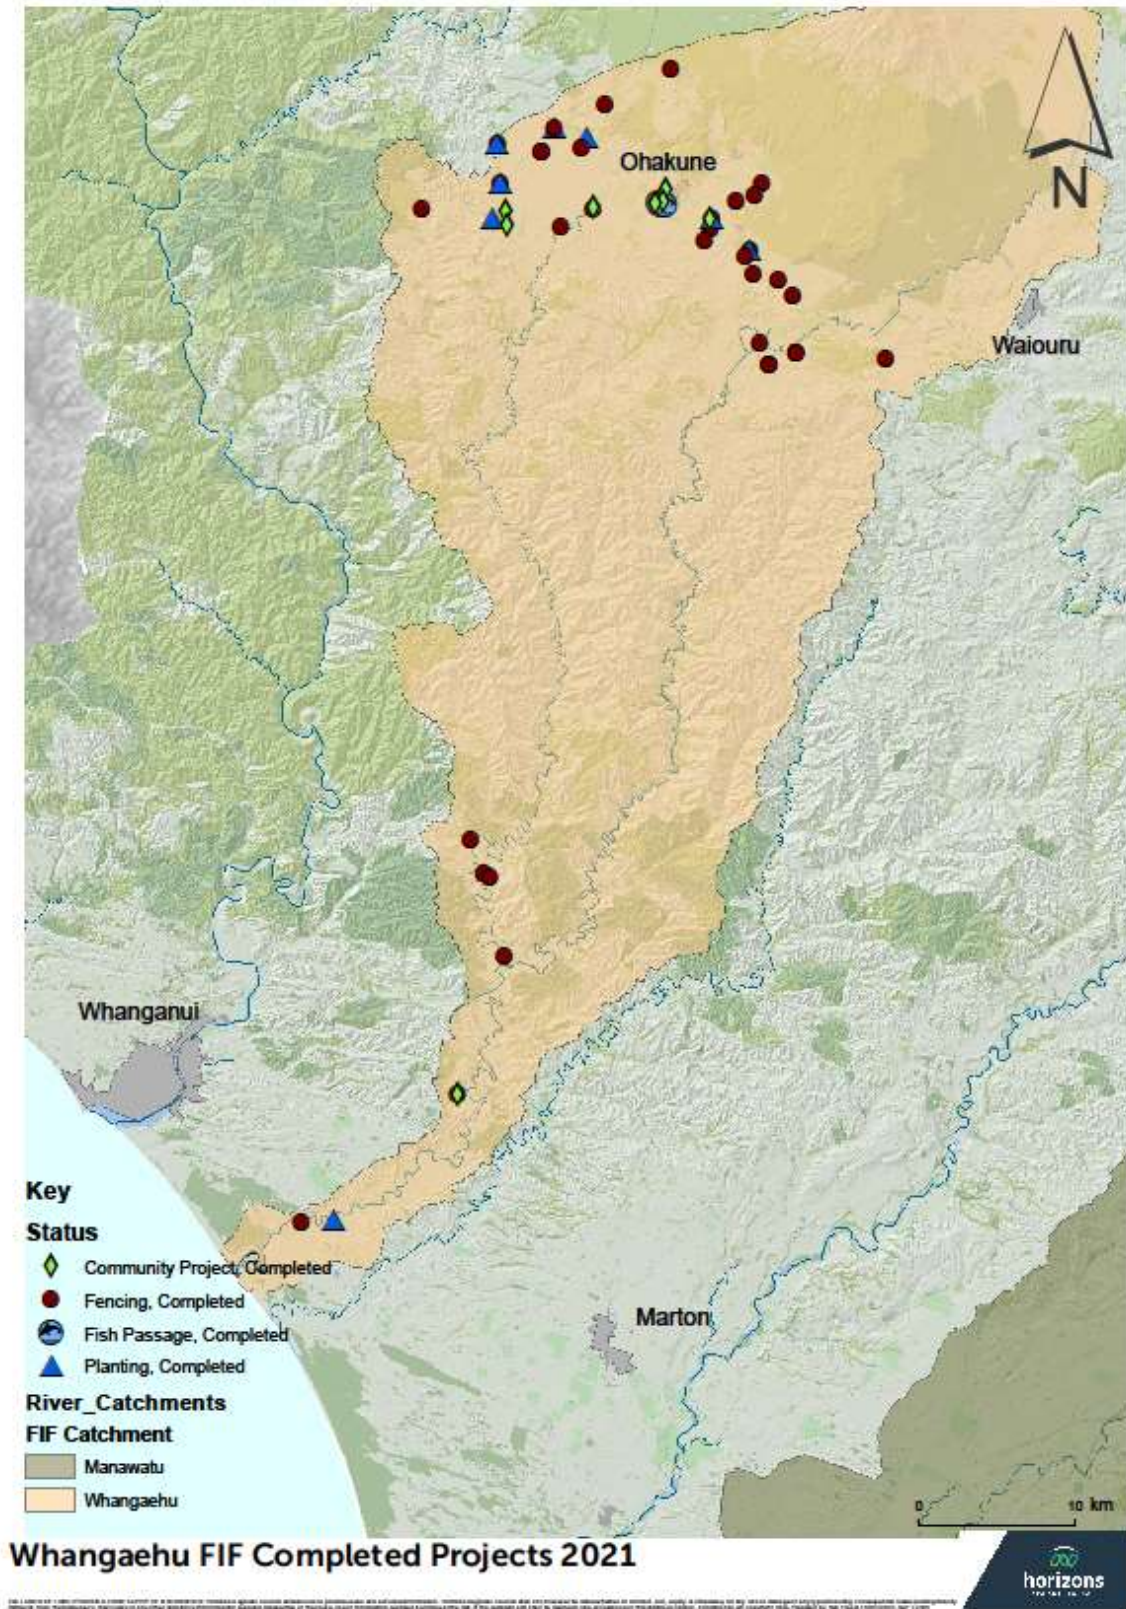 Ohakune
N
Waiouru
Whanganui
Key
Status
Community Project, Completed
Fencing, Completed
Fish Passage, Completed
Planting, Completed
Marton
River_Catchments
FIF Catchment
Manawatu
Whangaehu
0 10 km
Whangaehu FIF Completed Projects 2021
horizons